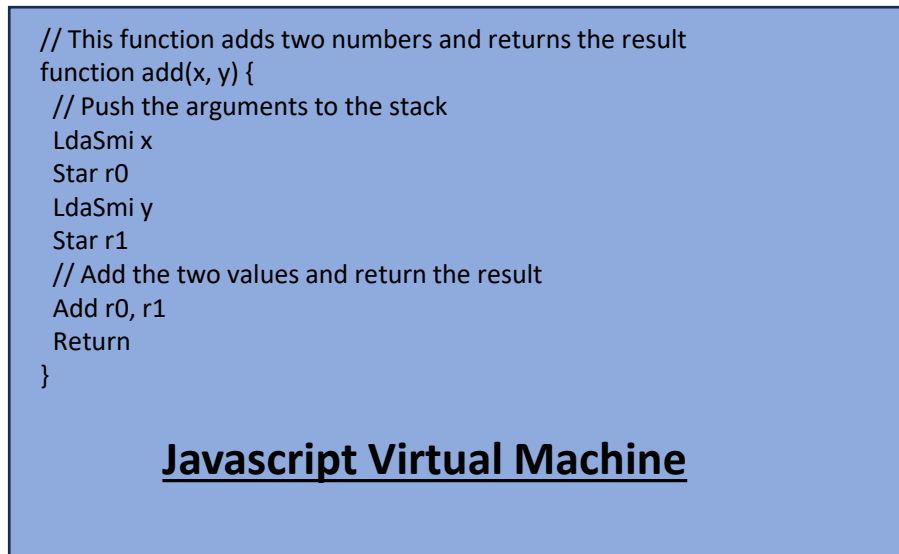 // This function adds two numbers and returns the result
function add(x, y) {
// Push the arguments to the stack
LdaSmi x
Star r0
LdaSmi y
Star r1
// Add the two values and return the result
Add r0, r1
Return
}
Javascript Virtual Machine